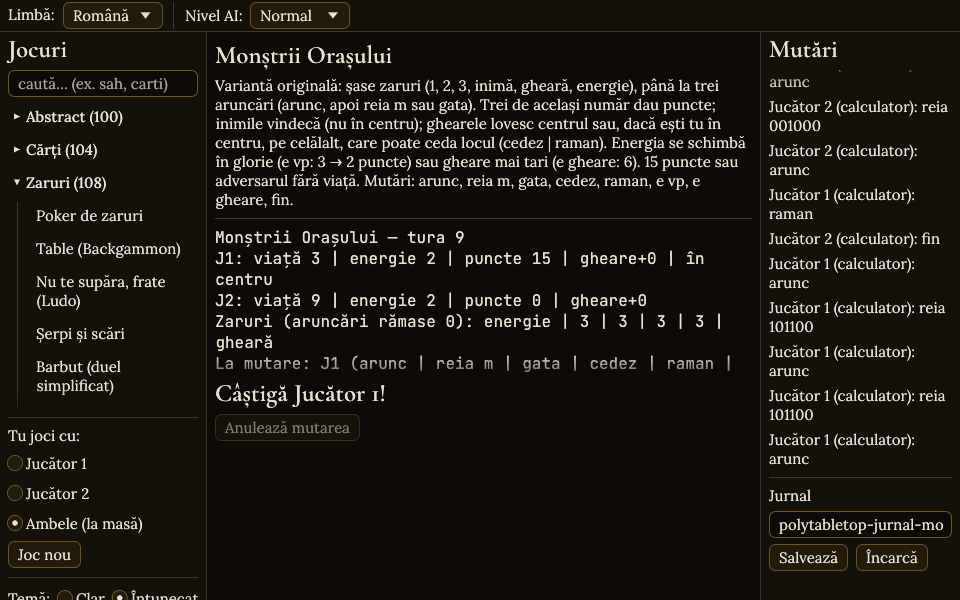 Limbă:
Română
Nivel AI:
Normal
Jocuri
caută... (ex. sah, carti)
Abstract (100)
Cărți (104)
Zaruri (108)
Poker de zaruri
Table (Backgammon)
Nu te supăra, frate
(Ludo)
Șerpi și scări
Barbut (duel
simplificat)
Tu joci cu:
Jucător 1
Jucător 2
Ambele (la masă)
Joc nou
Temă:
Clar
Întunecat
Monștrii Orașului
Variantă originală: șase zaruri (1, 2, 3, inimă, gheară, energie), până la trei
aruncări (arunc, apoi reia m sau gata). Trei de același număr dau puncte;
inimile vindecă (nu în centru); ghearele lovesc centrul sau, dacă ești tu în
centru, pe celălalt, care poate ceda locul (cedez | raman). Energia se schimbă
în glorie (e vp: 3 → 2 puncte) sau gheare mai tari (e gheare: 6). 15 puncte sau
adversarul fără viață. Mutări: arunc, reia m, gata, cedez, raman, e vp, e
gheare, fin.
Monștrii Orașului — tura 9
J1: viață 3 | energie 2 | puncte 15 | gheare+0 | în
centru
J2: viață 9 | energie 2 | puncte 0 | gheare+0
Zaruri (aruncări rămase 0): energie | 3 | 3 | 3 | 3 |
gheară
La mutare: J1 (arunc | reia m | gata | cedez | raman |
Câștigă Jucător 1!
Anulează mutarea
Mutări
arunc
Jucător 2 (calculator): reia
001000
Jucător 2 (calculator):
arunc
Jucător 1 (calculator):
raman
Jucător 2 (calculator): fin
Jucător 1 (calculator):
arunc
Jucător 1 (calculator): reia
101100
Jucător 1 (calculator):
arunc
Jucător 1 (calculator): reia
101100
Jucător 1 (calculator):
arunc
Jurnal
polytabletop-jurnal-mo
Salvează
Încarcă